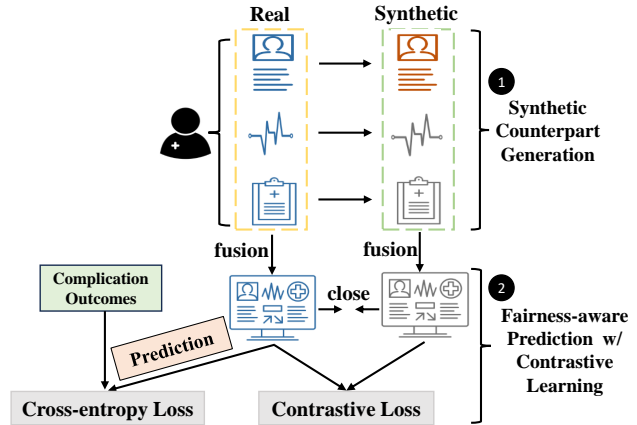 Real
Synthetic
1
Synthetic
Counterpart
Generation
fusion
fusion
Complication
Outcomes
close
2
Fairness-aware
Prediction w/
Contrastive
Learning
Prediction
Cross-entropy Loss
Contrastive Loss